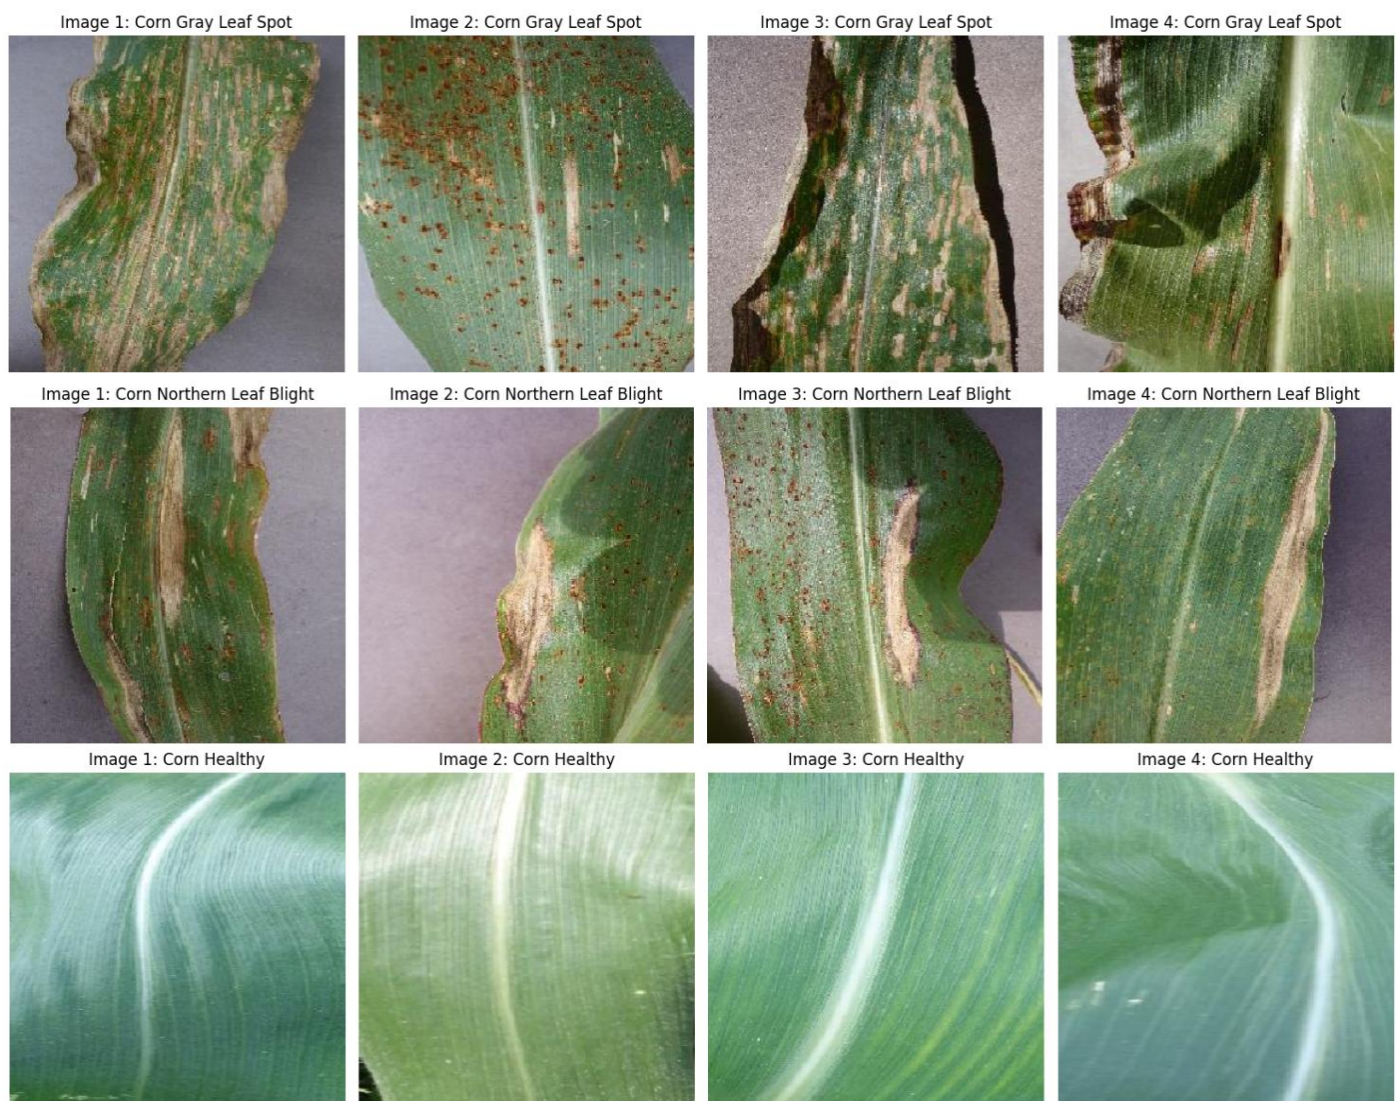 Image 1: Corn Gray Leaf Spot
Image 2: Corn Gray Leaf Spot
Image 3: Corn Gray Leaf Spot
Image 4: Corn Gray Leaf Spot
Image 1: Corn Northern Leaf Blight
Image 2: Corn Northern Leaf Blight
Image 3: Corn Northern Leaf Blight
Image 4: Corn Northern Leaf Blight
Image 1: Corn Healthy
Image 2: Corn Healthy
Image 3: Corn Healthy
Image 4: Corn Healthy